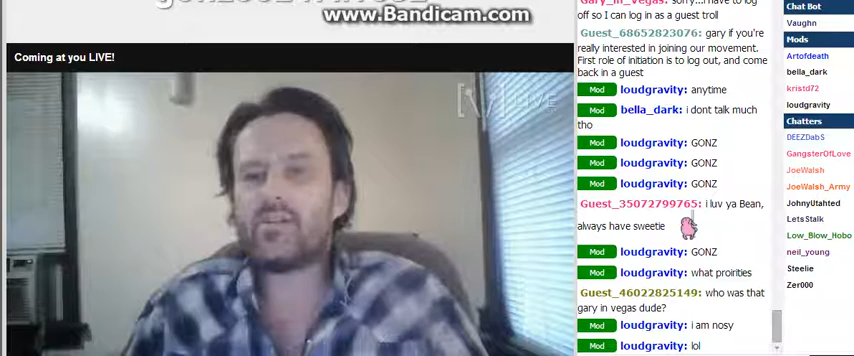 www.Bandicam.com
Coming at you LIVE!
LIVE
Gary_in_Vegas: sorry...i have to log
off so I can log in as a guest troll
Guest_68652823076: gary if you're
really interested in joining our movement.
First role of initiation is to log out, and come
back in a guest
Mod loudgravity: anytime
Mod bella_dark: i dont talk much
tho
Mod loudgravity: GONZ
Mod loudgravity: GONZ
Mod loudgravity: GONZ
Guest_35072799765: i luv ya Bean,
always have sweetie
Mod loudgravity: GONZ
Mod loudgravity: what proirities
Guest_46022825149: who was that
gary in vegas dude?
Mod loudgravity: i am nosy
Mod loudgravity: lol
Chat Bot
Vaughn
Mods
Artofdeath
bella_dark
kristd72
loudgravity
Chatters
DEEZDabS
GangsterOfLove
JoeWalsh
JoeWalsh_Army
JohnyUtahted
LetsStalk
Low_Blow_Hobo
neil_young
Steelie
Zer000